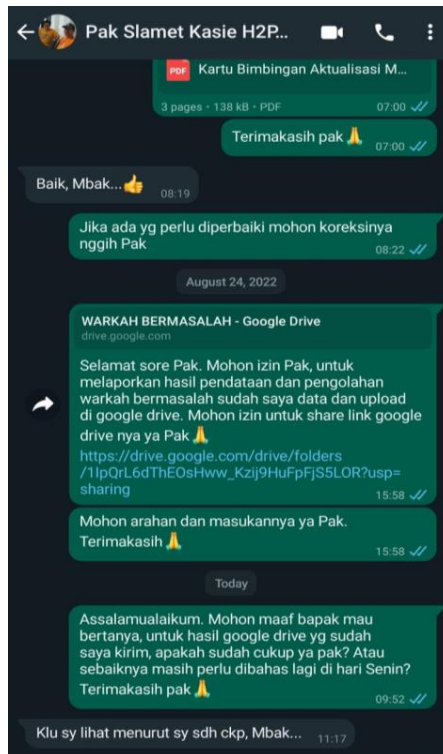 Pak Slamet Kasie H2P...
PDF
Kartu Bimbingan Aktualisasi M...
3 pages • 138 kB • PDF
07:00
Terimakasih pak🙏
07:00
Baik, Mbak...👍
08:19
Jika ada yg perlu diperbaiki mohon koreksinya
nggih Pak
08:22
August 24, 2022
WARKAH BERMASALAH - Google Drive
drive.google.com
Selamat sore Pak. Mohon izin Pak, untuk
melaporkan hasil pendataan dan pengolahan
warkah bermasalah sudah saya data dan upload
di google drive. Mohon izin untuk share link google
drive nya ya Pak🙏
https://drive.google.com/drive/folders
/1IpQrL6dThEOsHww_Kzij9HuFpFjS5LOR?usp=
sharing
15:58
Mohon arahan dan masukannya ya Pak.
Terimakasih🙏
15:58
Today
Assalamualaikum. Mohon maaf bapak mau
bertanya, untuk hasil google drive yg sudah
saya kirim, apakah sudah cukup ya pak? Atau
sebaiknya masih perlu dibahas lagi di hari Senin?
Terimakasih pak🙏
09:52
Klu sy lihat menurut sy sdh ckp, Mbak...
11:17